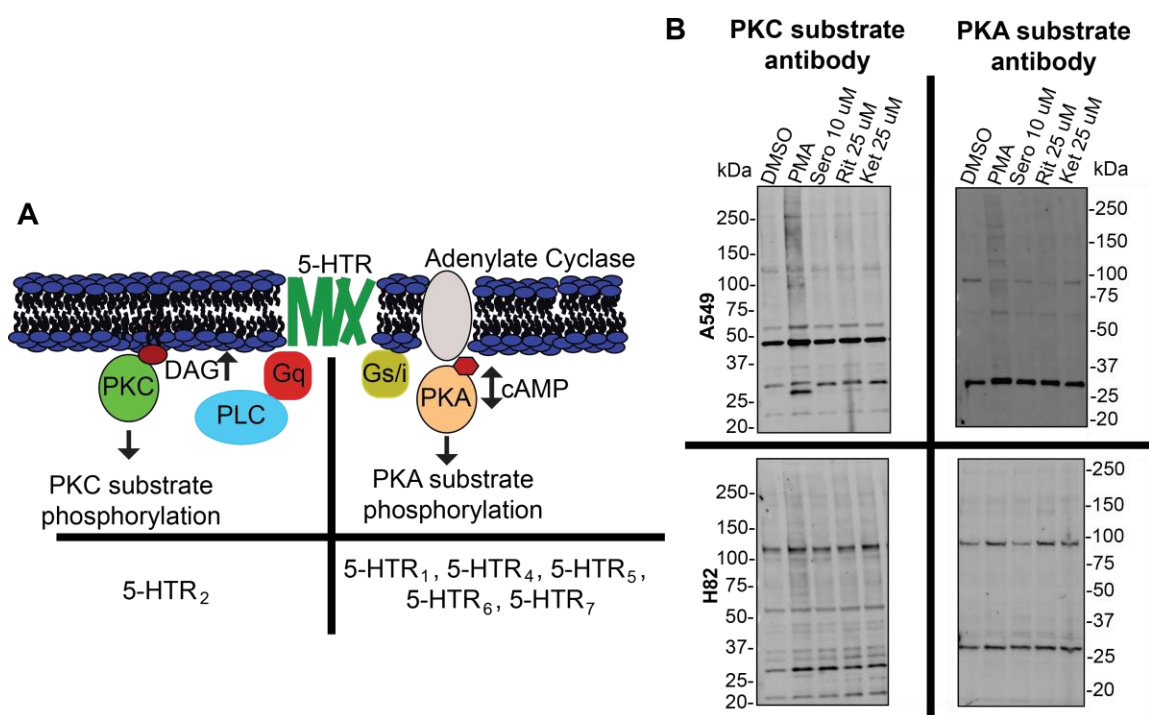 A
5-HTR
Adenylate Cyclase
PKC
DAG
Gq
Gs/i
PLC
PKA
cAMP
PKC substrate
phosphorylation
PKA substrate
phosphorylation
5-HTR2
5-HTR1, 5-HTR4, 5-HTR5,
5-HTR6, 5-HTR7
B
PKC substrate
antibody
PKA substrate
antibody
kDa
DMSO
PMA
Sero 10 uM
Rit 25 uM
Ket 25 uM
DMSO
PMA
Sero 10 uM
Rit 25 uM
Ket 25 uM
kDa
A549
250-
150-
100-
75-
50-
37-
25-
20-
-250
-150
-100
-75
-50
-37
-25
-20
H82
250-
150-
100-
75-
50-
37-
25-
20-
-250
-150
-100
-75
-50
-37
-25
-20